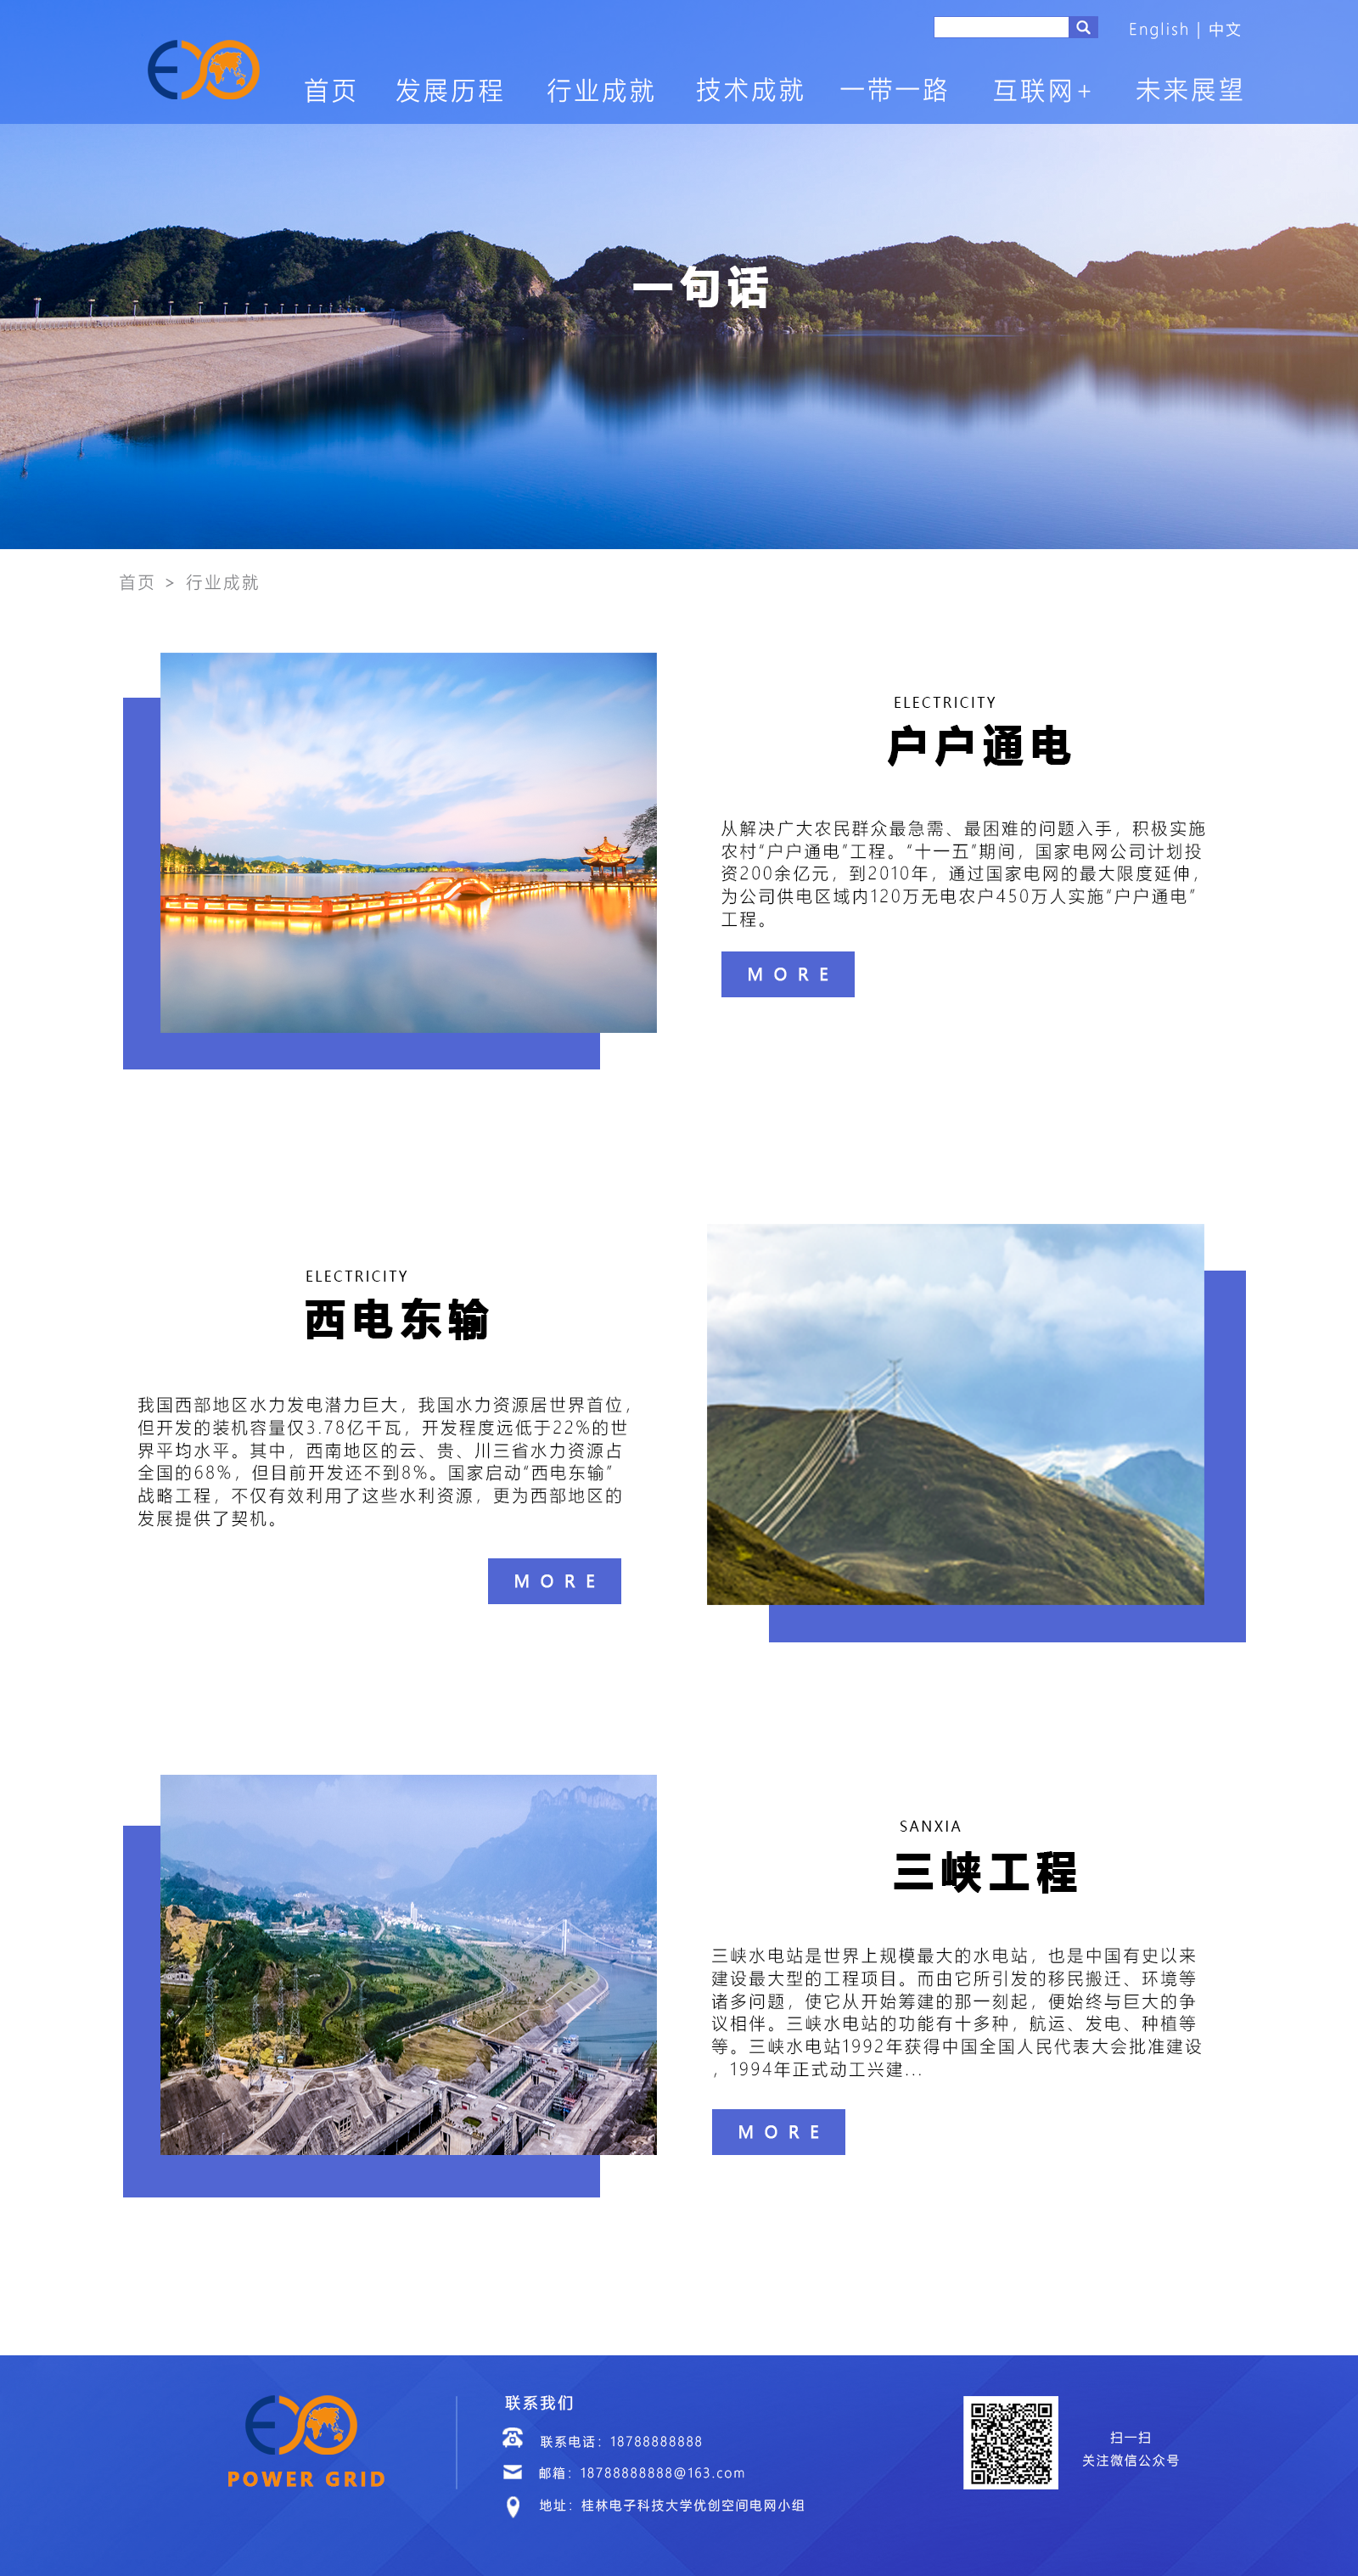 English | 中文
首页 发展历程 行业成就 技术成就 一带一路 互联网+ 未来展望
一句话
首页 > 行业成就
ELECTRICITY
户户通电
从解决广大农民群众最急需、最困难的问题入手，积极实施
农村“户户通电”工程。“十一五”期间，国家电网公司计划投
资200余亿元，到2010年，通过国家电网的最大限度延伸，
为公司供电区域内120万无电农户450万人实施“户户通电”
工程。
MORE
ELECTRICITY
西电东输
我国西部地区水力发电潜力巨大，我国水力资源居世界首位，
但开发的装机容量仅3.78亿千瓦，开发程度远低于22%的世
界平均水平。其中，西南地区的云、贵、川三省水力资源占
全国的68%，但目前开发还不到8%。国家启动“西电东输”
战略工程，不仅有效利用了这些水利资源，更为西部地区的
发展提供了契机。
MORE
SANXIA
三峡工程
三峡水电站是世界上规模最大的水电站，也是中国有史以来
建设最大型的工程项目。而由它所引发的移民搬迁、环境等
诸多问题，使它从开始筹建的那一刻起，便始终与巨大的争
议相伴。三峡水电站的功能有十多种，航运、发电、种植等
等。三峡水电站1992年获得中国全国人民代表大会批准建设
，1994年正式动工兴建...
MORE
POWER GRID
联系我们
联系电话：18788888888
邮箱：18788888888@163.com
地址：桂林电子科技大学优创空间电网小组
扫一扫
关注微信公众号